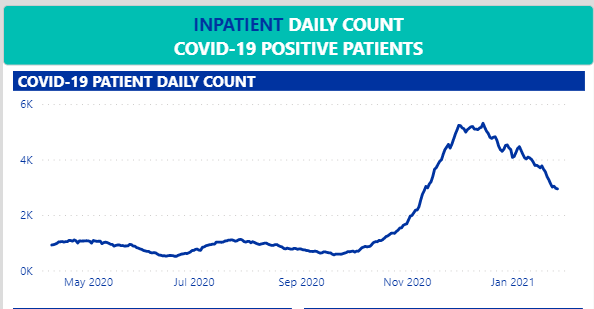 INPATIENT DAILY COUNT
COVID-19 POSITIVE PATIENTS
COVID-19 PATIENT DAILY COUNT
6K
4K
2K
0K
May 2020 Jul 2020 Sep 2020 Nov 2020 Jan 2021